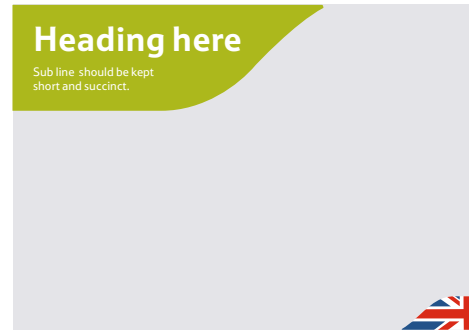 Heading here
Sub line should be kept
short and succinct.